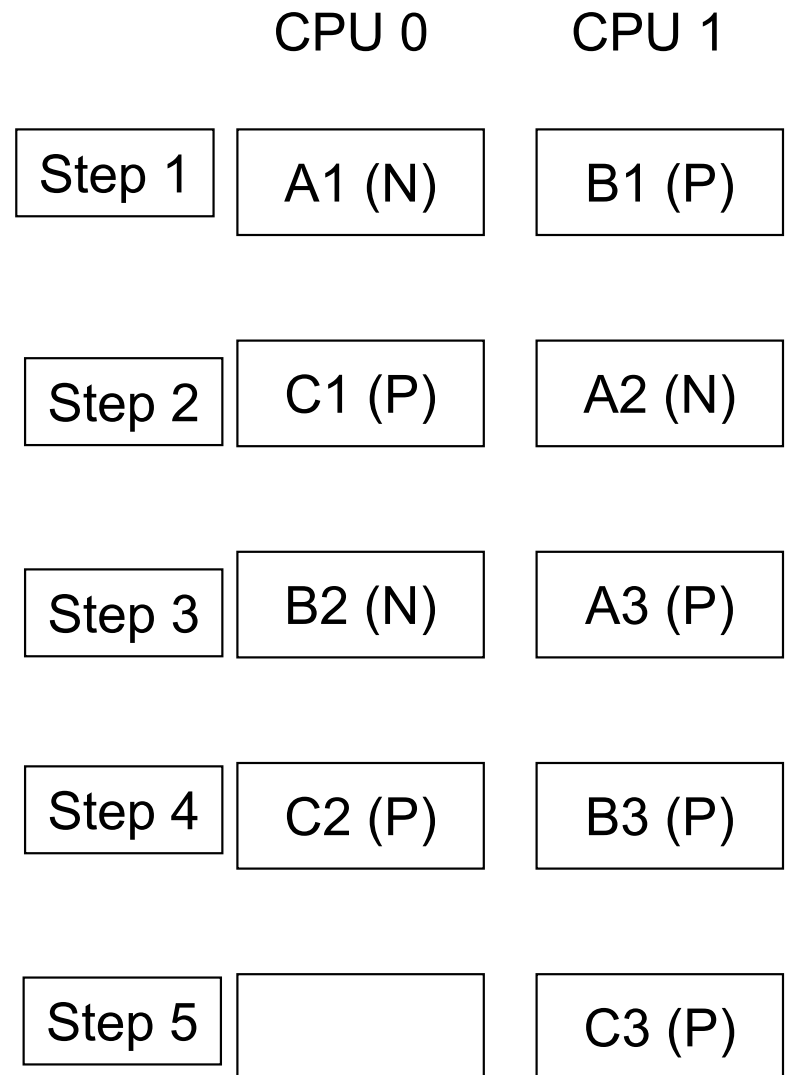 CPU 0 CPU 1
Step 1 A1 (N) B1 (P)
Step 2 C1 (P) A2 (N)
Step 3 B2 (N) A3 (P)
Step 4 C2 (P) B3 (P)
Step 5 C3 (P)